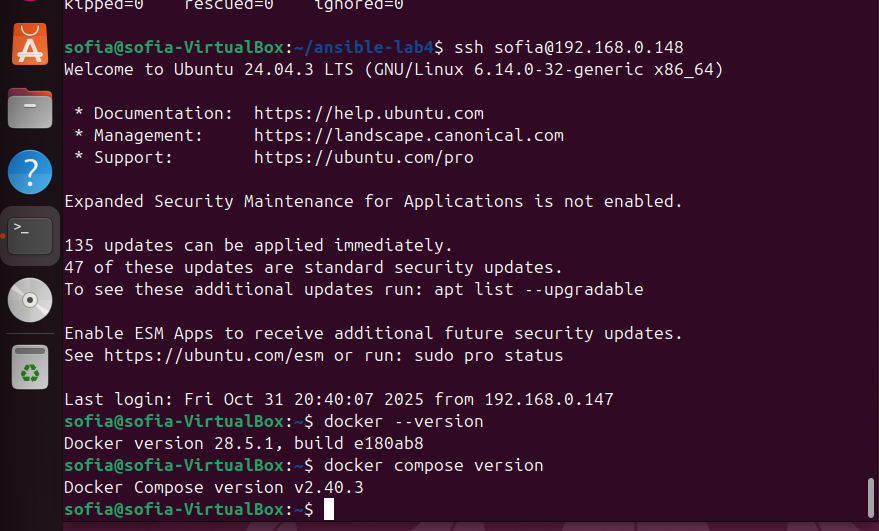 kipped=0    rescued=0    ignored=0
sofia@sofia-VirtualBox:~/ansible-lab4$ ssh sofia@192.168.0.148
Welcome to Ubuntu 24.04.3 LTS (GNU/Linux 6.14.0-32-generic x86_64)
 * Documentation:  https://help.ubuntu.com
 * Management:     https://landscape.canonical.com
 * Support:        https://ubuntu.com/pro
Expanded Security Maintenance for Applications is not enabled.
135 updates can be applied immediately.
47 of these updates are standard security updates.
To see these additional updates run: apt list --upgradable
Enable ESM Apps to receive additional future security updates.
See https://ubuntu.com/esm or run: sudo pro status
Last login: Fri Oct 31 20:40:07 2025 from 192.168.0.147
sofia@sofia-VirtualBox:~$ docker --version
Docker version 28.5.1, build e180ab8
sofia@sofia-VirtualBox:~$ docker compose version
Docker Compose version v2.40.3
sofia@sofia-VirtualBox:~$